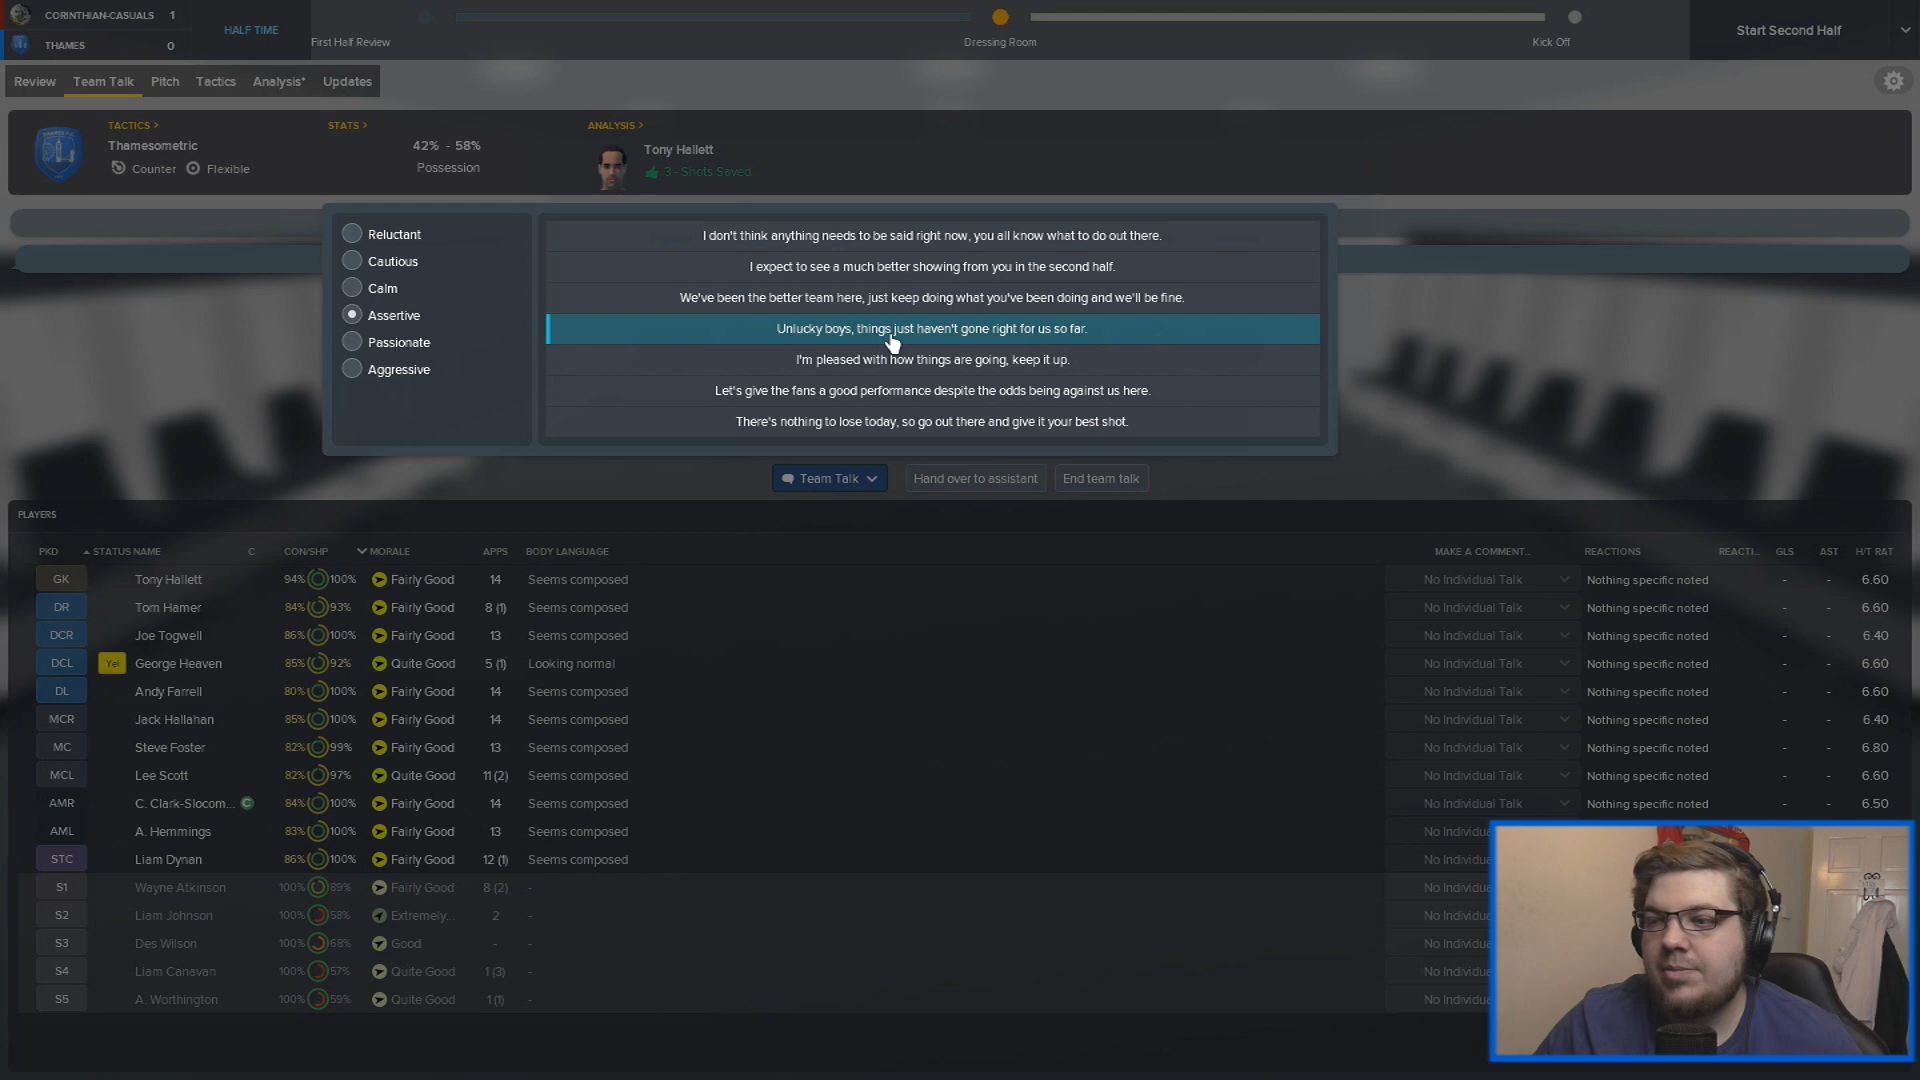 CORINTHIAN-CASUALS 1
THAMES 0
HALF TIME
First Half Review
Dressing Room
Kick Off
Start Second Half
Review Team Talk Pitch Tactics Analysis* Updates
TACTICS >
Thamesometric
Counter Flexible
STATS >
42% - 58%
Possession
ANALYSIS >
Tony Hallett
3 - Shots Saved
Reluctant
Cautious
Calm
Assertive
Passionate
Aggressive
I don't think anything needs to be said right now, you all know what to do out there.
I expect to see a much better showing from you in the second half.
We've been the better team here, just keep doing what you've been doing and we'll be fine.
Unlucky boys, things just haven't gone right for us so far.
I'm pleased with how things are going, keep it up.
Let's give the fans a good performance despite the odds being against us here.
There's nothing to lose today, so go out there and give it your best shot.
Team Talk Hand over to assistant End team talk
PLAYERS
PKD STATUS NAME C CON/SHP MORALE APPS BODY LANGUAGE MAKE A COMMENT... REACTIONS REACTI... GLS AST H/T RAT
GK Tony Hallett 94% 100% Fairly Good 14 Seems composed No Individual Talk Nothing specific noted - - 6.60
DR Tom Hamer 84% 93% Fairly Good 8 (1) Seems composed No Individual Talk Nothing specific noted - - 6.60
DCR Joe Togwell 86% 100% Fairly Good 13 Seems composed No Individual Talk Nothing specific noted - - 6.40
DCL Yel George Heaven 85% 92% Quite Good 5 (1) Looking normal No Individual Talk Nothing specific noted - - 6.60
DL Andy Farrell 80% 100% Fairly Good 14 Seems composed No Individual Talk Nothing specific noted - - 6.60
MCR Jack Hallahan 85% 100% Fairly Good 14 Seems composed No Individual Talk Nothing specific noted - - 6.40
MC Steve Foster 82% 99% Fairly Good 13 Seems composed No Individual Talk Nothing specific noted - - 6.80
MCL Lee Scott 82% 97% Quite Good 11 (2) Seems composed No Individual Talk Nothing specific noted - - 6.60
AMR C. Clark-Slocom... C 84% 100% Fairly Good 14 Seems composed No Individual Talk Nothing specific noted - - 6.50
AML A. Hemmings 83% 100% Fairly Good 13 Seems composed No Individua
STC Liam Dynan 86% 100% Fairly Good 12 (1) Seems composed No Individua
S1 Wayne Atkinson 100% 89% Fairly Good 8 (2) - No Individua
S2 Liam Johnson 100% 58% Extremely... 2 - No Individua
S3 Des Wilson 100% 68% Good - - No Individua
S4 Liam Canavan 100% 57% Quite Good 1 (3) - No Individua
S5 A. Worthington 100% 59% Quite Good 1 (1) - No Individua